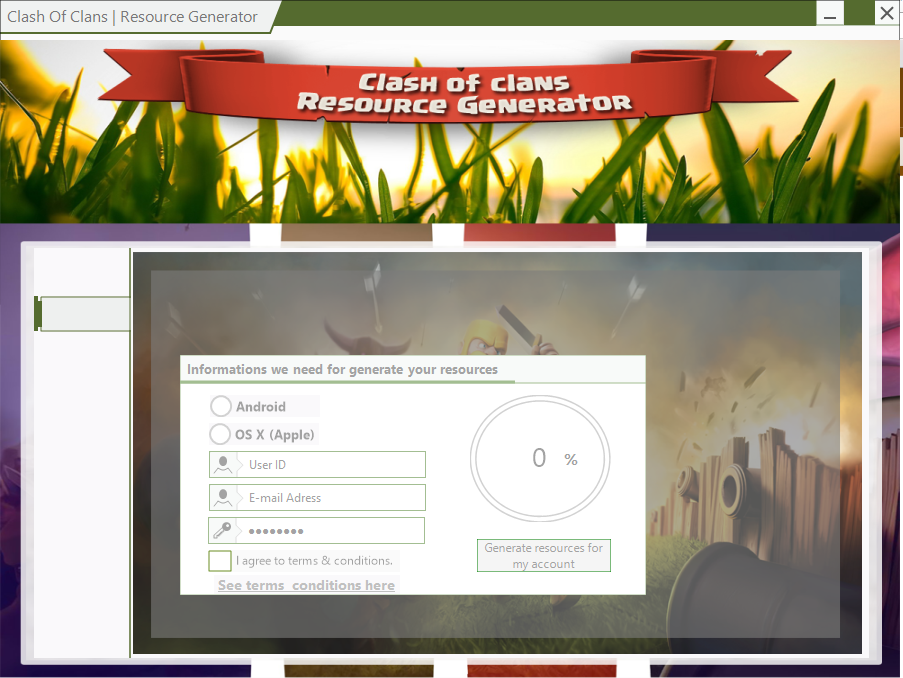 Clash Of Clans | Resource Generator
Clash of Clans
Resource Generator
Informations we need for generate your resources
Android
OS X (Apple)
User ID
E-mail Adress
••••••••
I agree to terms & conditions.
See terms conditions here
0 %
Generate resources for
my account